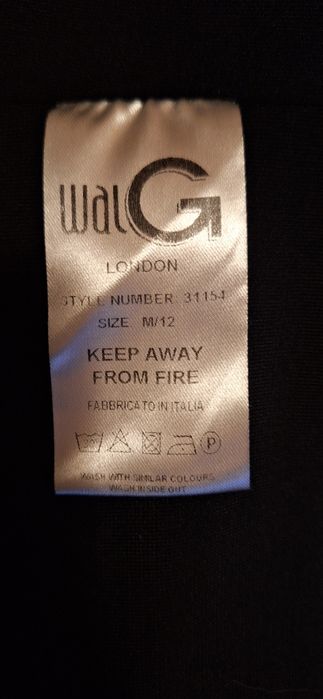 Wal G
LONDON
STYLE NUMBER 31154
SIZE M/12
KEEP AWAY
FROM FIRE
FABBRICATO IN ITALIA
P
WASH WITH SIMILAR COLOURS
WASH INSIDE OUT